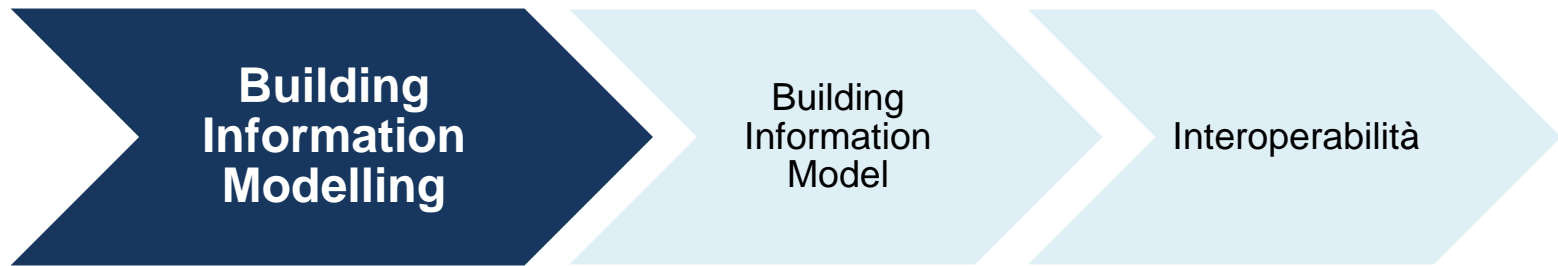 Building
Information
Modelling
Building
Information
Model
Interoperabilità